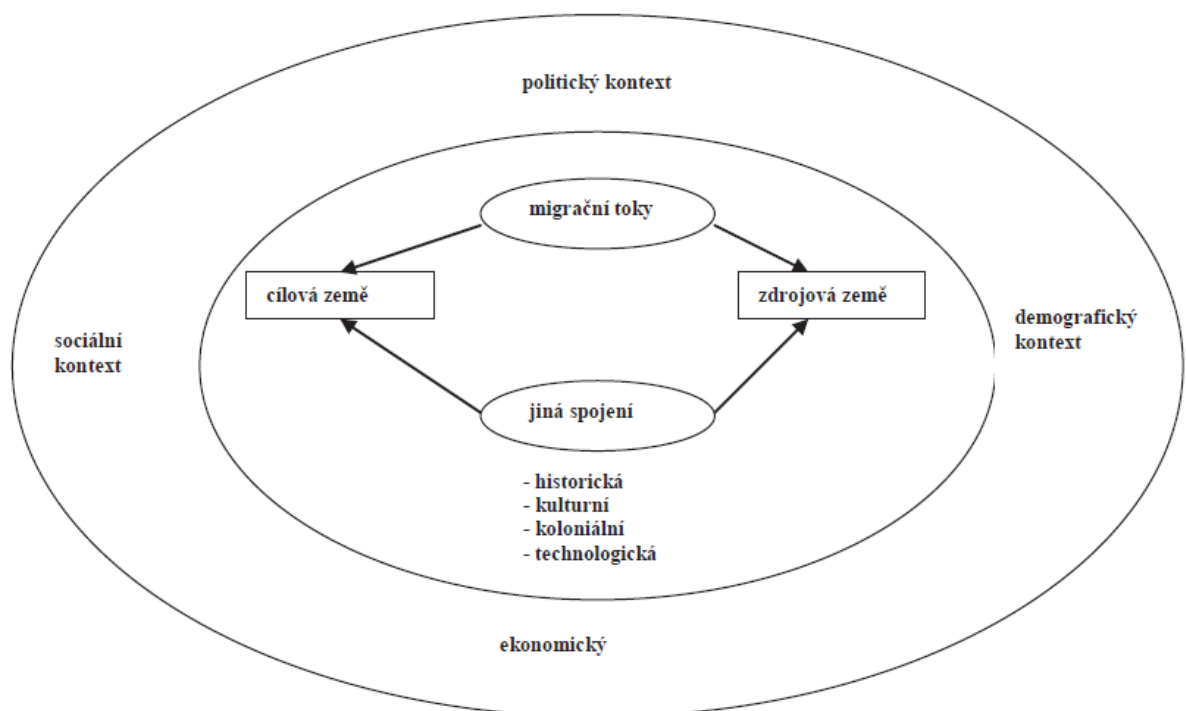 politický kontext
migrační toky
cílová země
zdrojová země
sociální
kontext
demografický
kontext
jiná spojení
- historická
- kulturní
- koloniální
- technologická
ekonomický